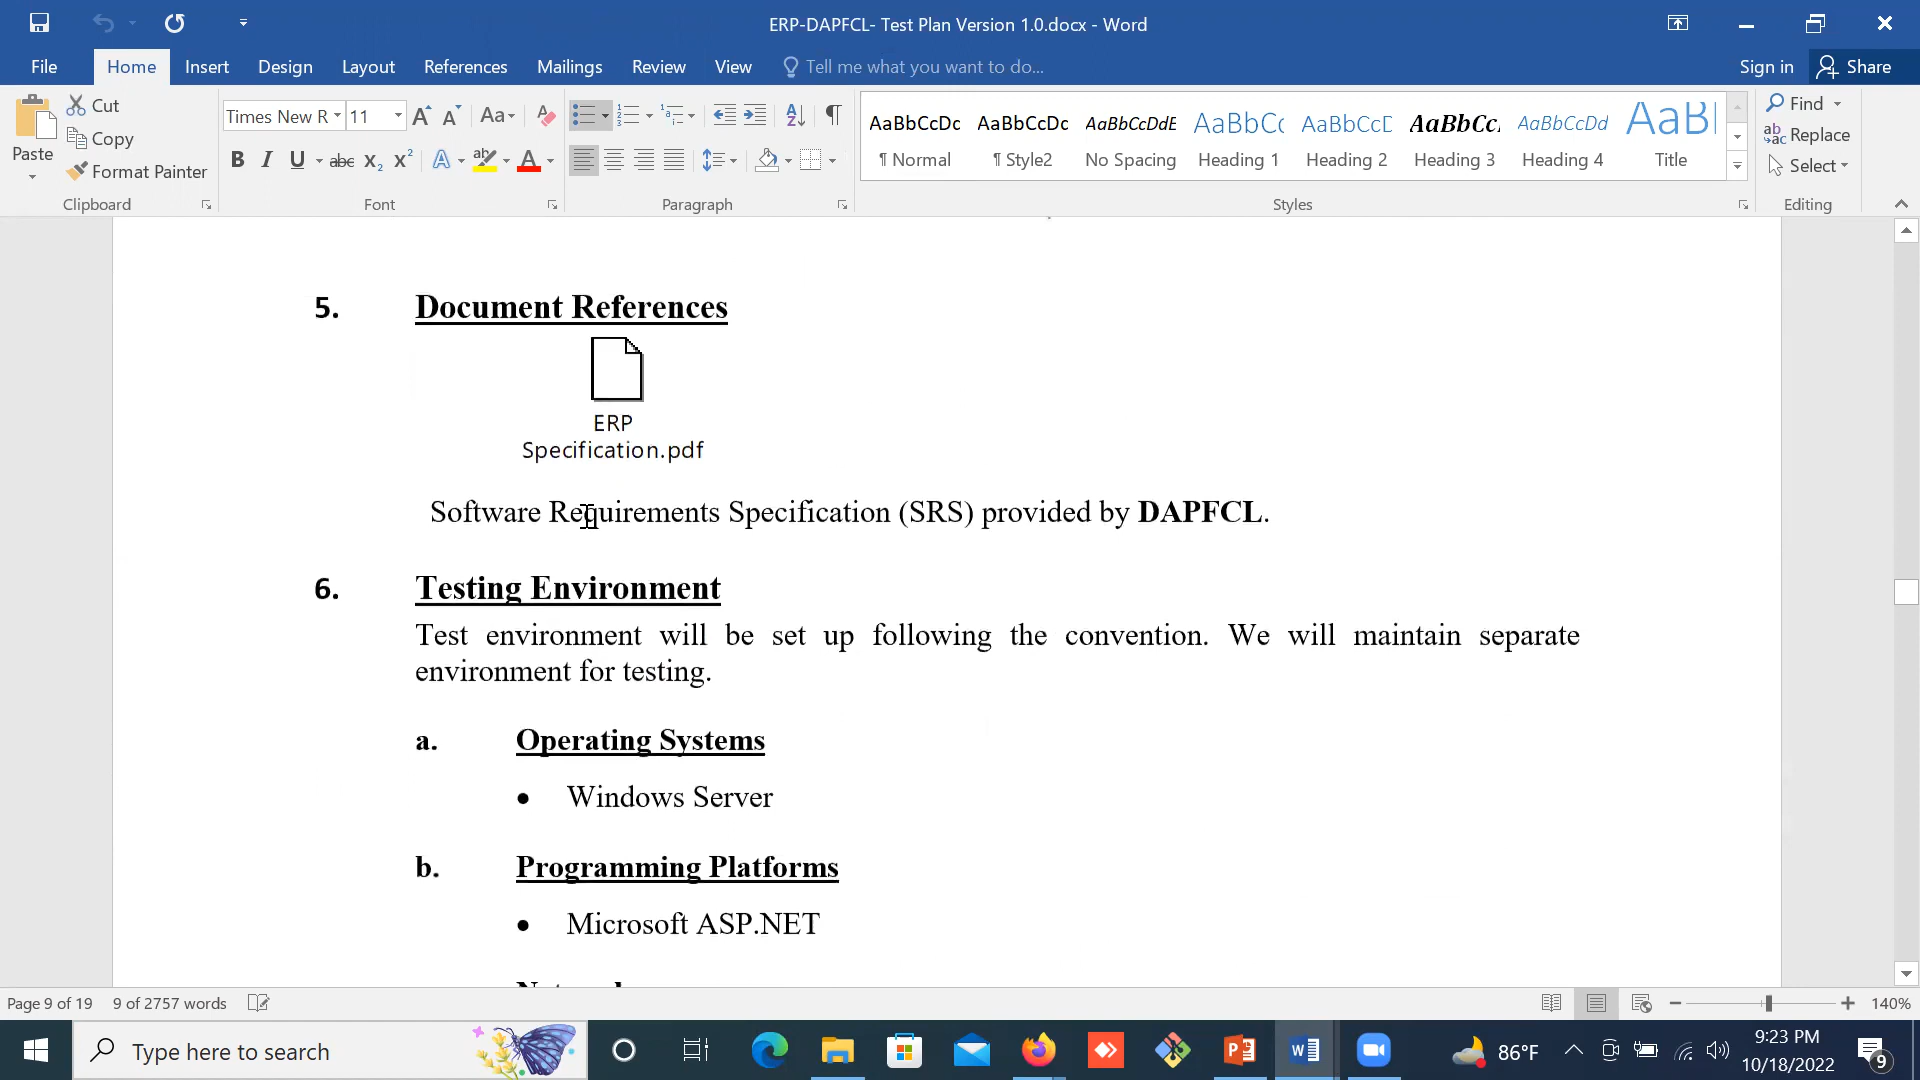 ERP-DAPFCL- Test Plan Version 1.0.docx - Word
File Home Insert Design Layout References Mailings Review View Tell me what you want to do... Sign in Share
Paste
Cut
Copy
Format Painter
Clipboard
Times New R 11
Font
Paragraph
AaBbCcDc AaBbCcDc AaBbCcDdE AaBbCc AaBbCcD AaBbCc AaBbCcDd AaBl
¶ Normal ¶ Style2 No Spacing Heading 1 Heading 2 Heading 3 Heading 4 Title
Styles
Find
Replace
Select
Editing
5. Document References
ERP
Specification.pdf
Software Requirements Specification (SRS) provided by DAPFCL.
6. Testing Environment
Test environment will be set up following the convention. We will maintain separate
environment for testing.
a. Operating Systems
• Windows Server
b. Programming Platforms
• Microsoft ASP.NET
Page 9 of 19 9 of 2757 words 140%
Type here to search
86°F
9:23 PM
10/18/2022
9